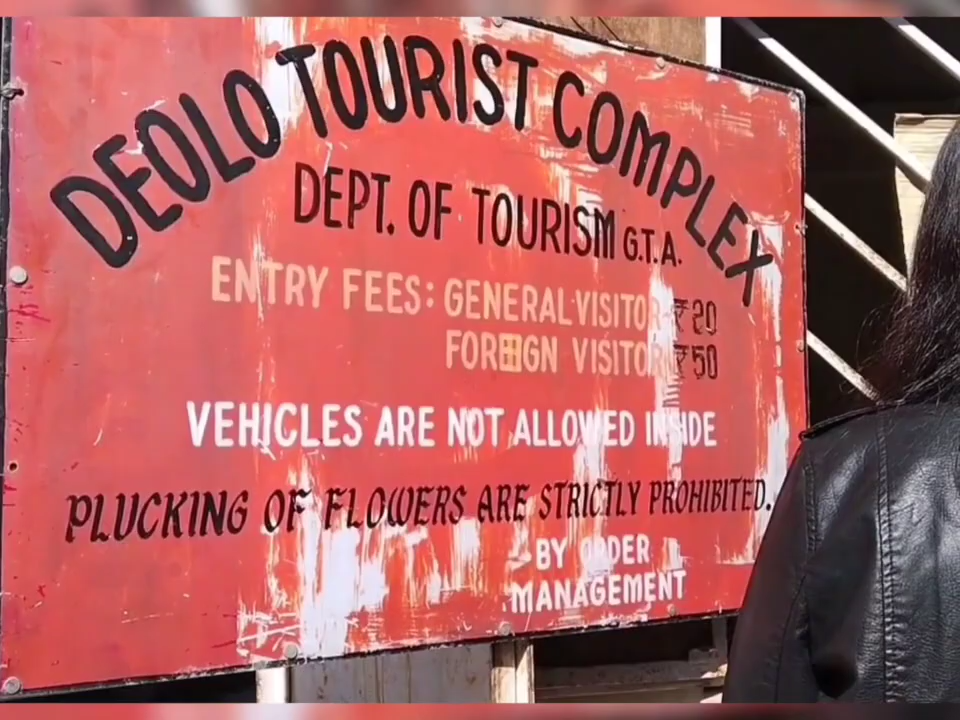 DEOLO TOURIST COMPLEX
DEPT. OF TOURISM G.T.A.
ENTRY FEES: GENERAL VISITOR ₹20
FOREIGN VISITOR ₹50
VEHICLES ARE NOT ALLOWED INSIDE
PLUCKING OF FLOWERS ARE STRICTLY PROHIBITED.
BY ORDER
MANAGEMENT